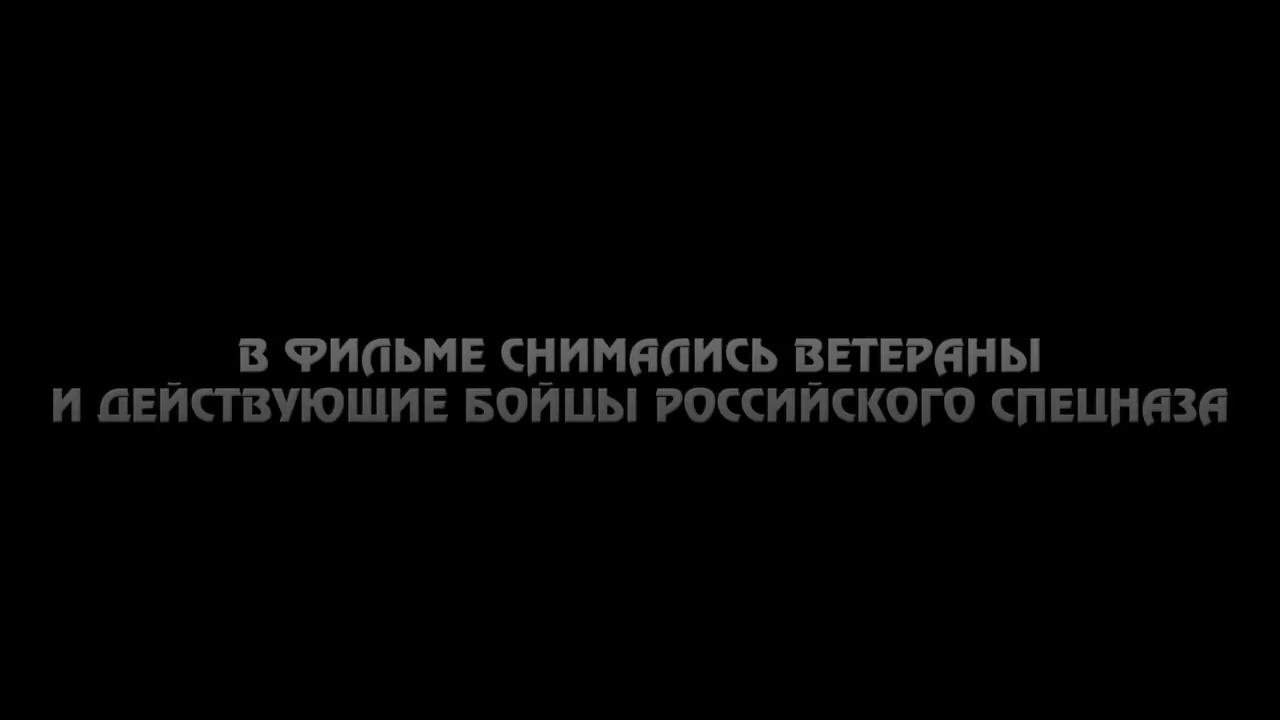 В ФИЛЬМЕ СНИМАЛИСЬ ВЕТЕРАНЫ
И ДЕЙСТВУЮЩИЕ БОЙЦЫ РОССИЙСКОГО СПЕЦНАЗА